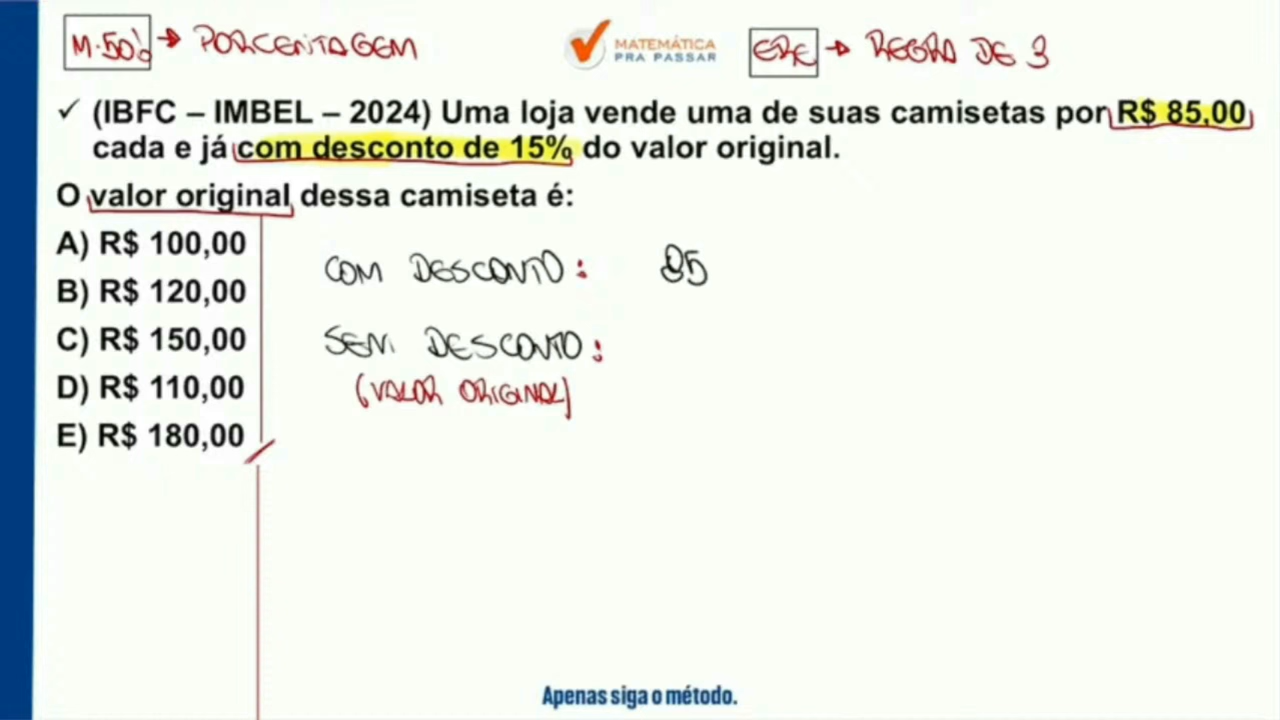 M.50% → PORCENTAGEM
MATEMÁTICA
PRA PASSAR
→ REGRA DE 3
✓ (IBFC – IMBEL – 2024) Uma loja vende uma de suas camisetas por R$ 85,00
cada e já com desconto de 15% do valor original.
O valor original dessa camiseta é:
A) R$ 100,00
B) R$ 120,00
C) R$ 150,00
D) R$ 110,00
E) R$ 180,00
COM DESCONTO: 85
SEM DESCONTO:
(VALOR ORIGINAL)
Apenas siga o método.